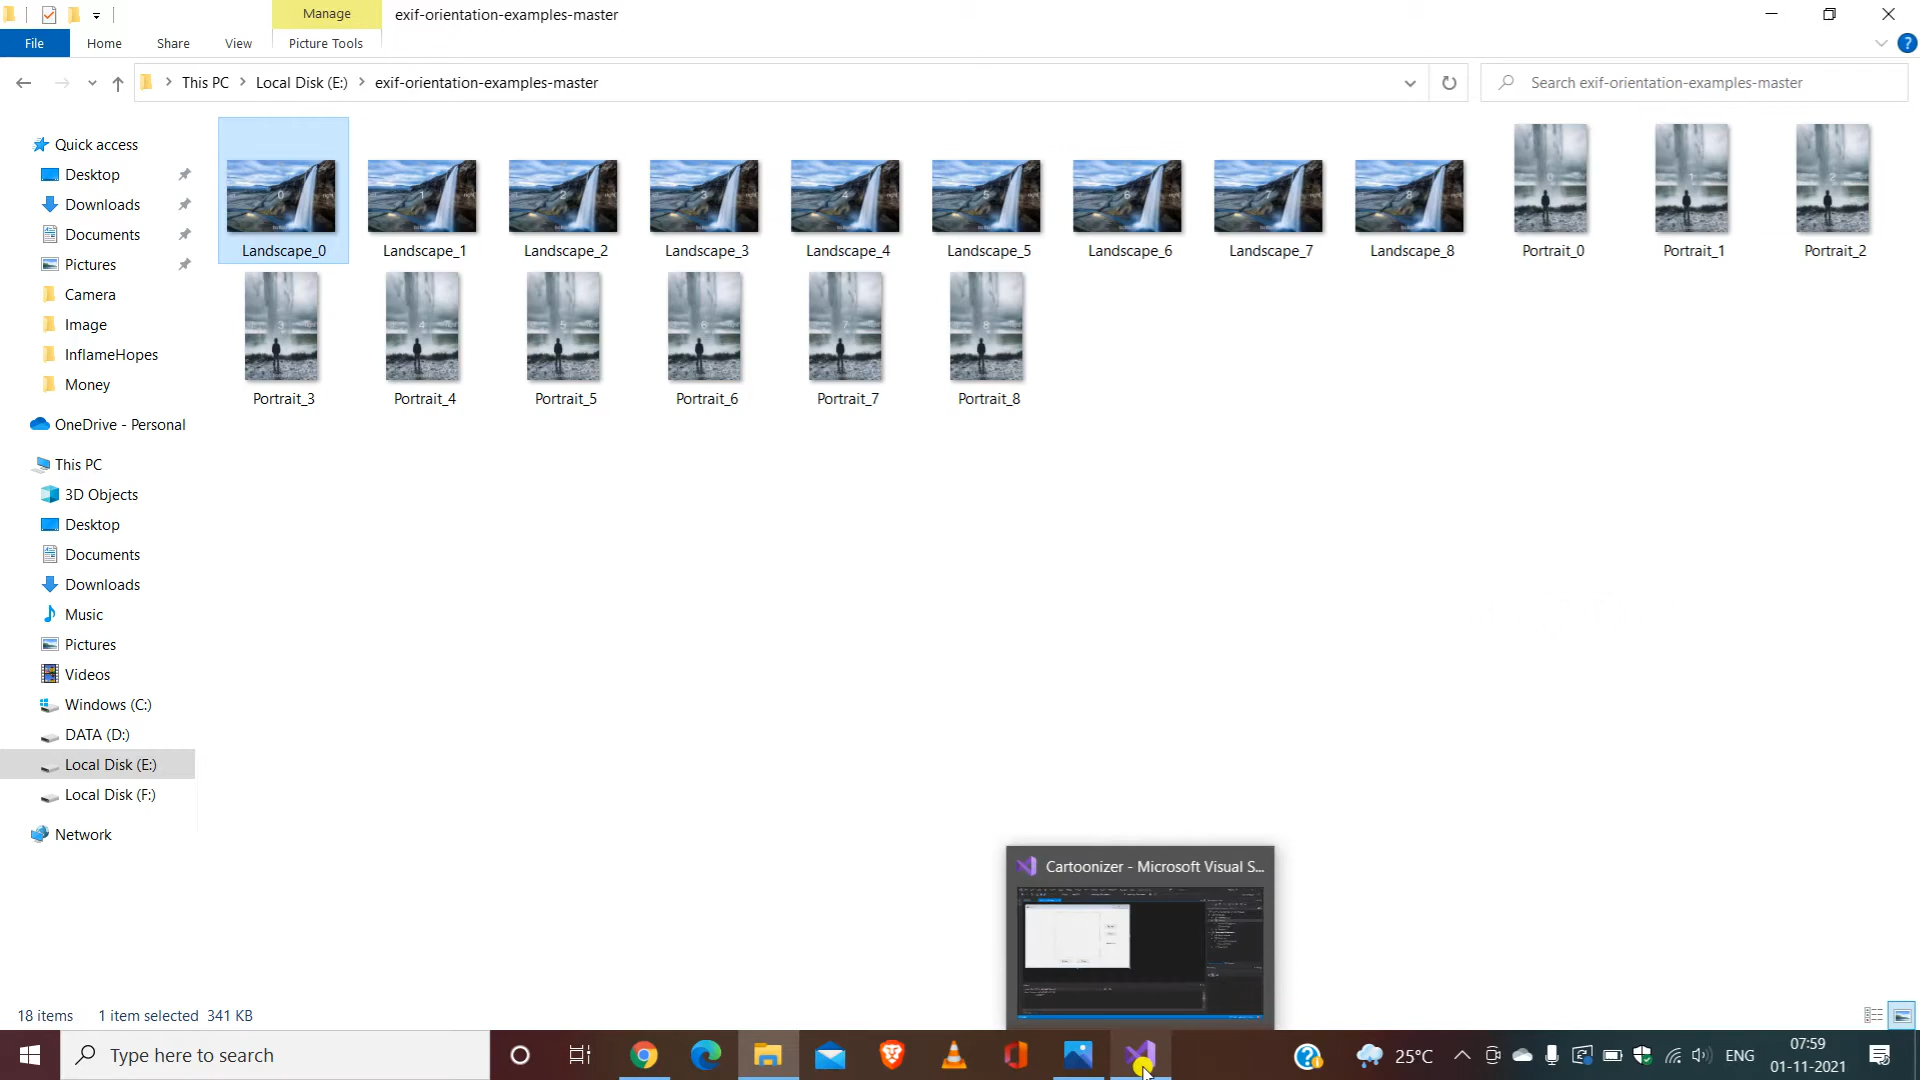 Manage
exif-orientation-examples-master
File
Home
Share
View
Picture Tools
This PC
Local Disk (E:)
exif-orientation-examples-master
Search exif-orientation-examples-master
Quick access
Desktop
Downloads
Documents
Pictures
Camera
Image
InflameHopes
Money
OneDrive - Personal
This PC
3D Objects
Desktop
Documents
Downloads
Music
Pictures
Videos
Windows (C:)
DATA (D:)
Local Disk (E:)
Local Disk (F:)
Network
Landscape_0
Landscape_1
Landscape_2
Landscape_3
Landscape_4
Landscape_5
Landscape_6
Landscape_7
Landscape_8
Portrait_0
Portrait_1
Portrait_2
Portrait_3
Portrait_4
Portrait_5
Portrait_6
Portrait_7
Portrait_8
Cartoonizer - Microsoft Visual S...
18 items
1 item selected 341 KB
Type here to search
25°C
ENG
07:59
01-11-2021